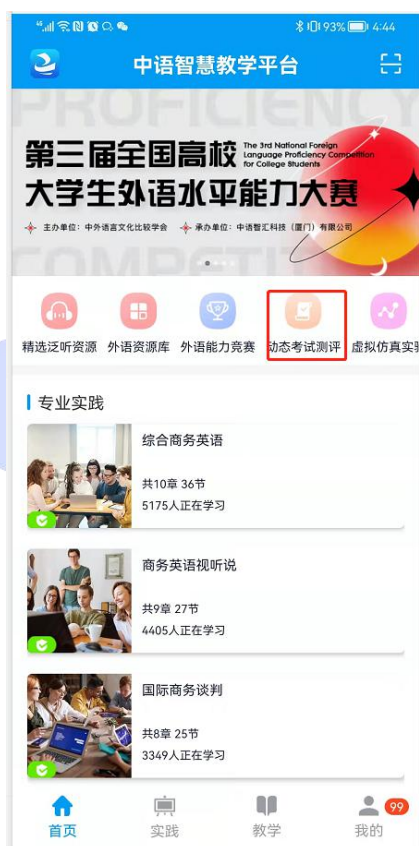 4G 93% 4:44
中语智慧教学平台
PROFICIENCY
第三届全国高校
The 3rd National Foreign
Language Proficiency Competition
for College Students
大学生外语水平能力大赛
主办单位：中外语言文化比较学会 承办单位：中语智汇科技（厦门）有限公司
精选泛听资源 外语资源库 外语能力竞赛 动态考试测评 虚拟仿真实验
专业实践
综合商务英语
共10章 36节
5175人正在学习
商务英语视听说
共9章 27节
4405人正在学习
国际商务谈判
共8章 25节
3349人正在学习
99
首页 实践 教学 我的